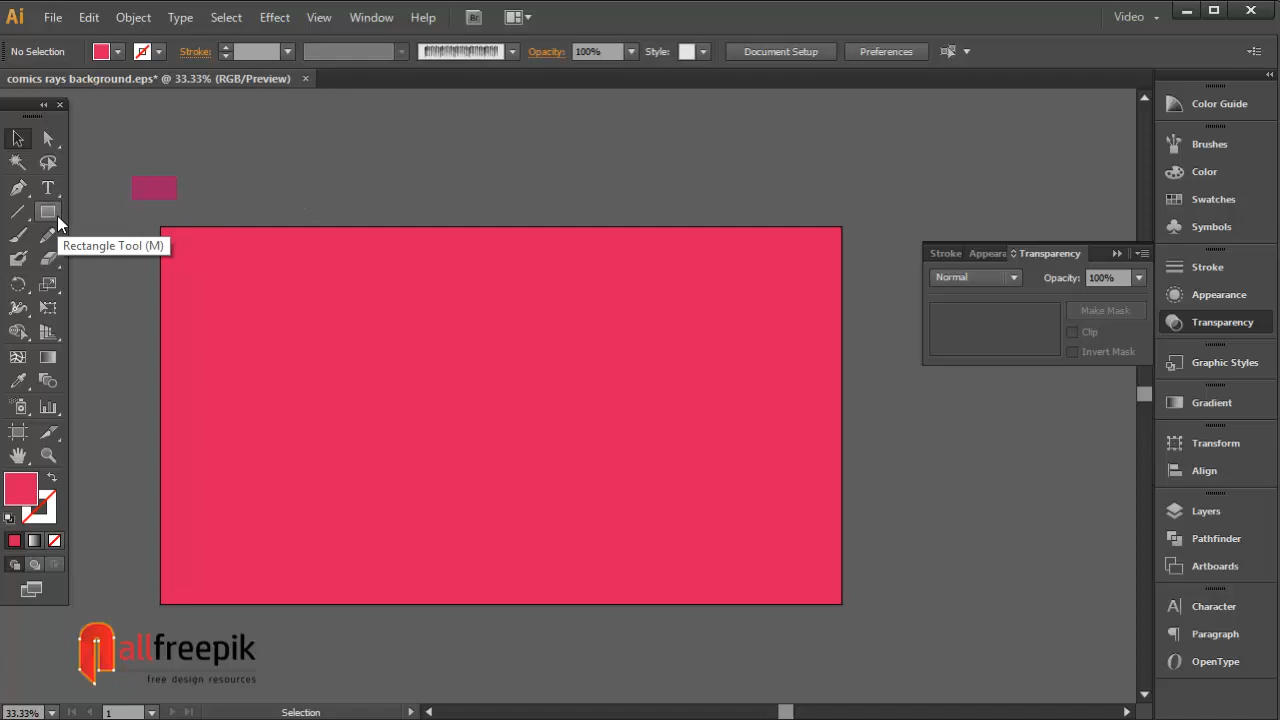 Ai File Edit Object Type Select Effect View Window Help Br Video
No Selection Stroke: Opacity: 100% Style: Document Setup Preferences
comics rays background.eps* @ 33.33% (RGB/Preview) ×
Color Guide
Brushes
Color
Swatches
Symbols
Stroke
Appearance
Transparency
Graphic Styles
Gradient
Transform
Align
Layers
Pathfinder
Artboards
Character
Paragraph
OpenType
T
Rectangle Tool (M)
Stroke Appeara Transparency
Normal Opacity: 100%
Make Mask
Clip
Invert Mask
allfreepik
free design resources
33.33% 1 Selection